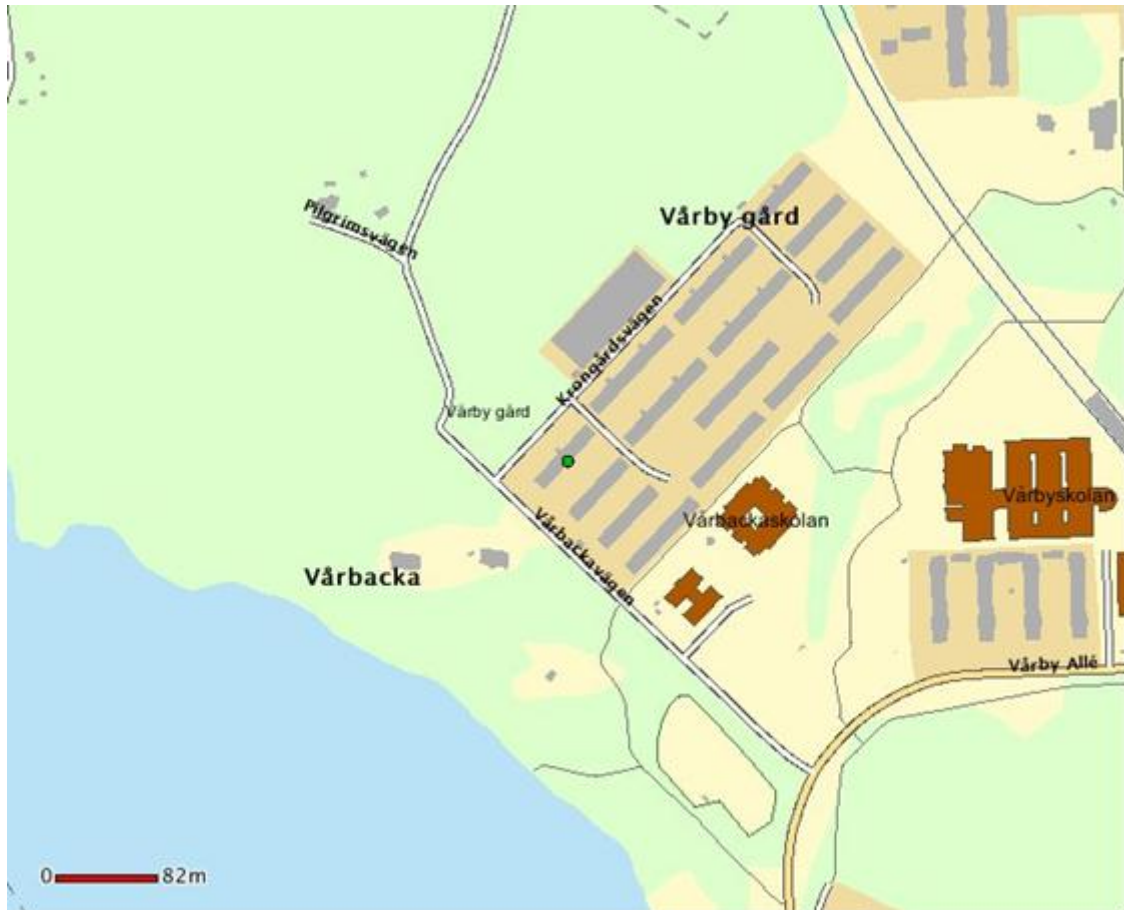 Pilgrimsvägen
Vårby gård
Krongårdsvägen
Vårby gård
Vårbyskolan
Vårbackaskolan
Vårbackavägen
Vårbacka
Vårby Allé
0 82m